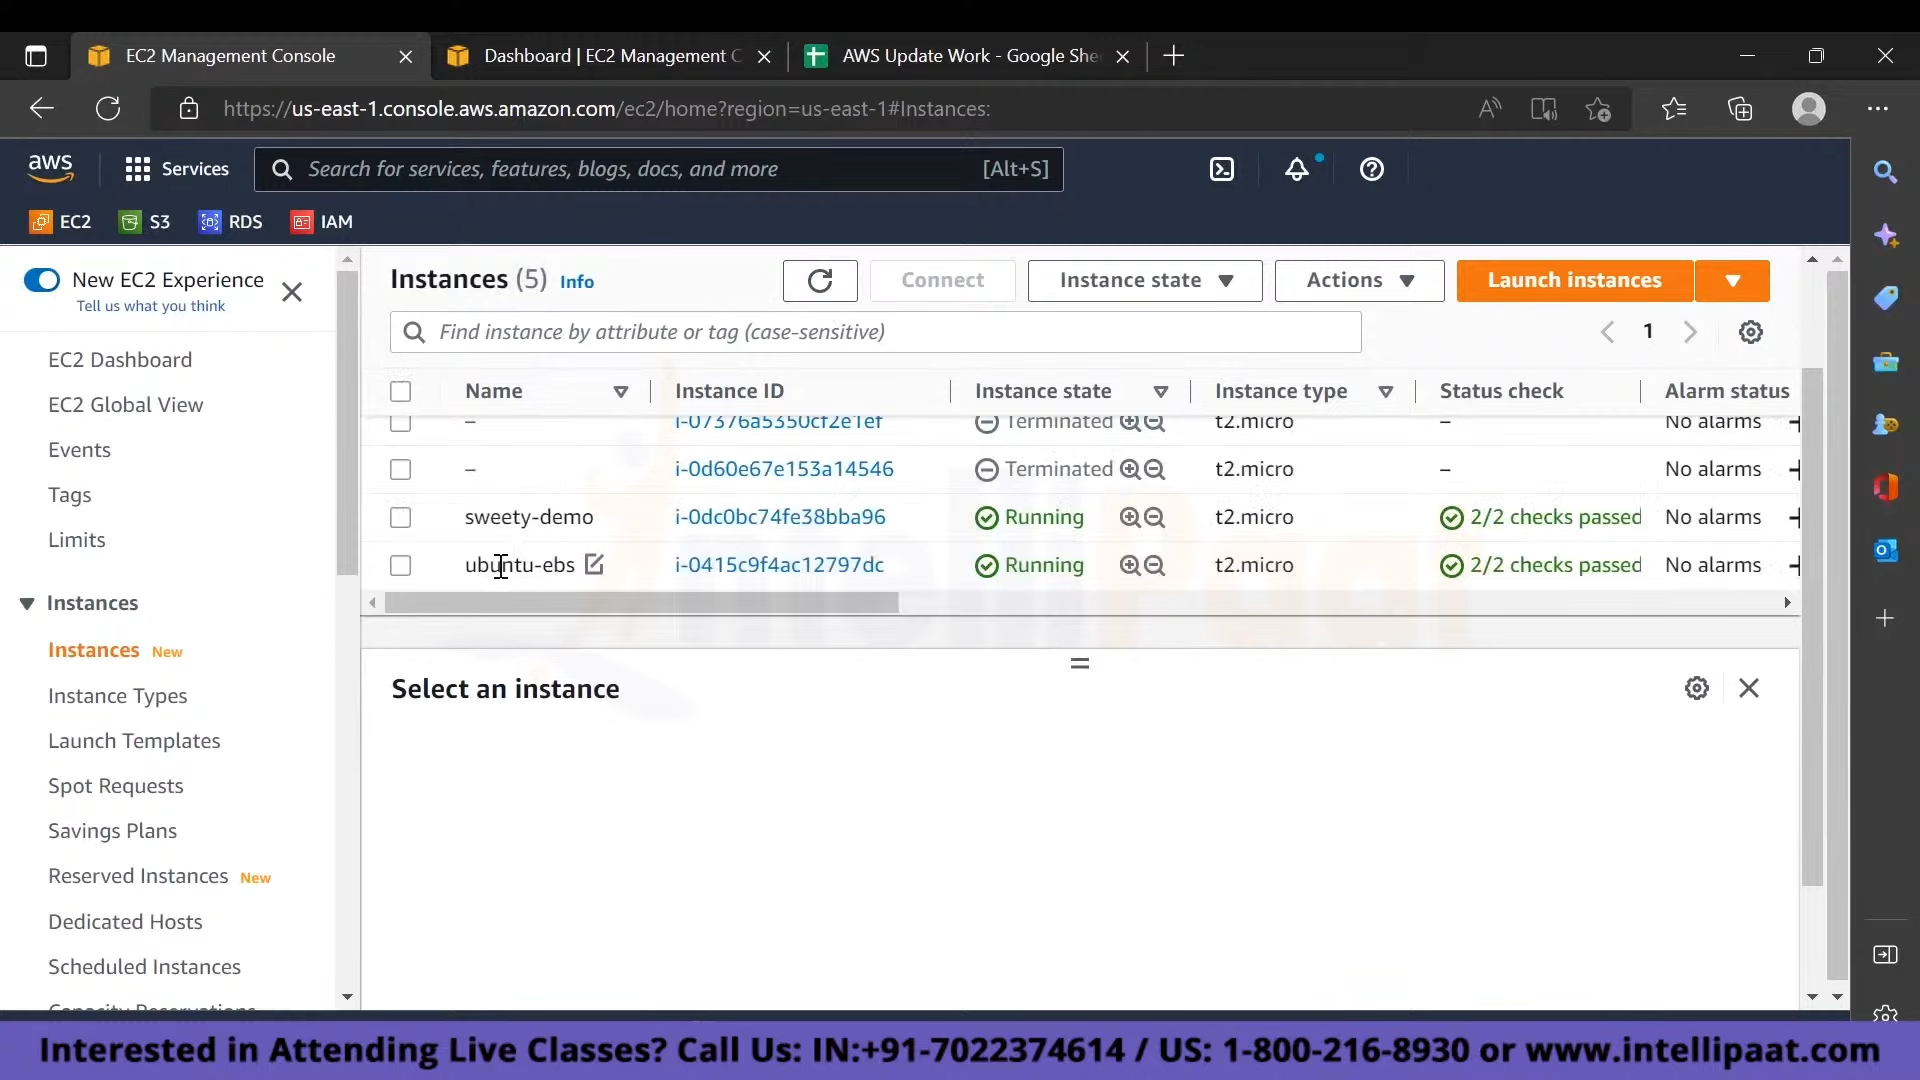 EC2 Management Console
Dashboard | EC2 Management C
AWS Update Work - Google She
https://us-east-1.console.aws.amazon.com/ec2/home?region=us-east-1#Instances:
aws
Services
Search for services, features, blogs, docs, and more
[Alt+S]
EC2
S3
RDS
IAM
New EC2 Experience
Tell us what you think
EC2 Dashboard
EC2 Global View
Events
Tags
Limits
Instances
Instances New
Instance Types
Launch Templates
Spot Requests
Savings Plans
Reserved Instances New
Dedicated Hosts
Scheduled Instances
Capacity Reservations
Instances (5) Info
Connect
Instance state
Actions
Launch instances
Find instance by attribute or tag (case-sensitive)
1
Name Instance ID Instance state Instance type Status check Alarm status
– i-07376a5350cf2e1ef Terminated t2.micro – No alarms
– i-0d60e67e153a14546 Terminated t2.micro – No alarms
sweety-demo i-0dc0bc74fe38bba96 Running t2.micro 2/2 checks passed No alarms
ubuntu-ebs i-0415c9f4ac12797dc Running t2.micro 2/2 checks passed No alarms
Select an instance
intelliPaat
Interested in Attending Live Classes? Call Us: IN:+91-7022374614 / US: 1-800-216-8930 or www.intellipaat.com